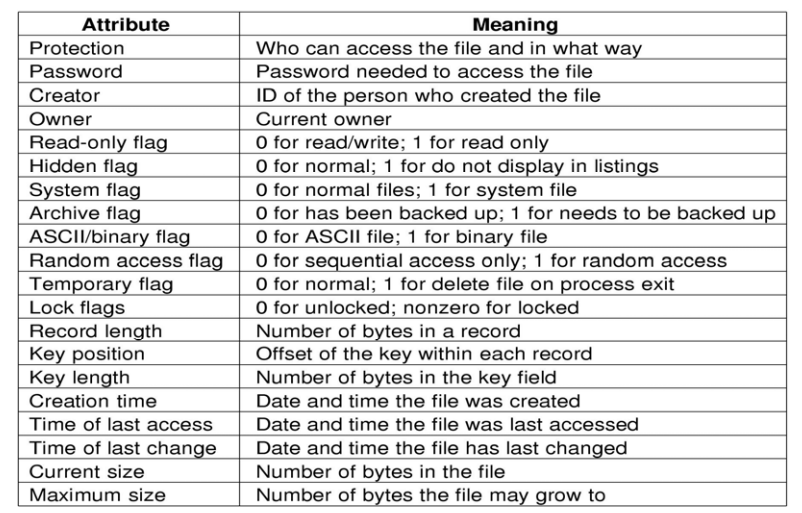 Attribute Meaning
Protection Who can access the file and in what way
Password Password needed to access the file
Creator ID of the person who created the file
Owner Current owner
Read-only flag 0 for read/write; 1 for read only
Hidden flag 0 for normal; 1 for do not display in listings
System flag 0 for normal files; 1 for system file
Archive flag 0 for has been backed up; 1 for needs to be backed up
ASCII/binary flag 0 for ASCII file; 1 for binary file
Random access flag 0 for sequential access only; 1 for random access
Temporary flag 0 for normal; 1 for delete file on process exit
Lock flags 0 for unlocked; nonzero for locked
Record length Number of bytes in a record
Key position Offset of the key within each record
Key length Number of bytes in the key field
Creation time Date and time the file was created
Time of last access Date and time the file was last accessed
Time of last change Date and time the file has last changed
Current size Number of bytes in the file
Maximum size Number of bytes the file may grow to